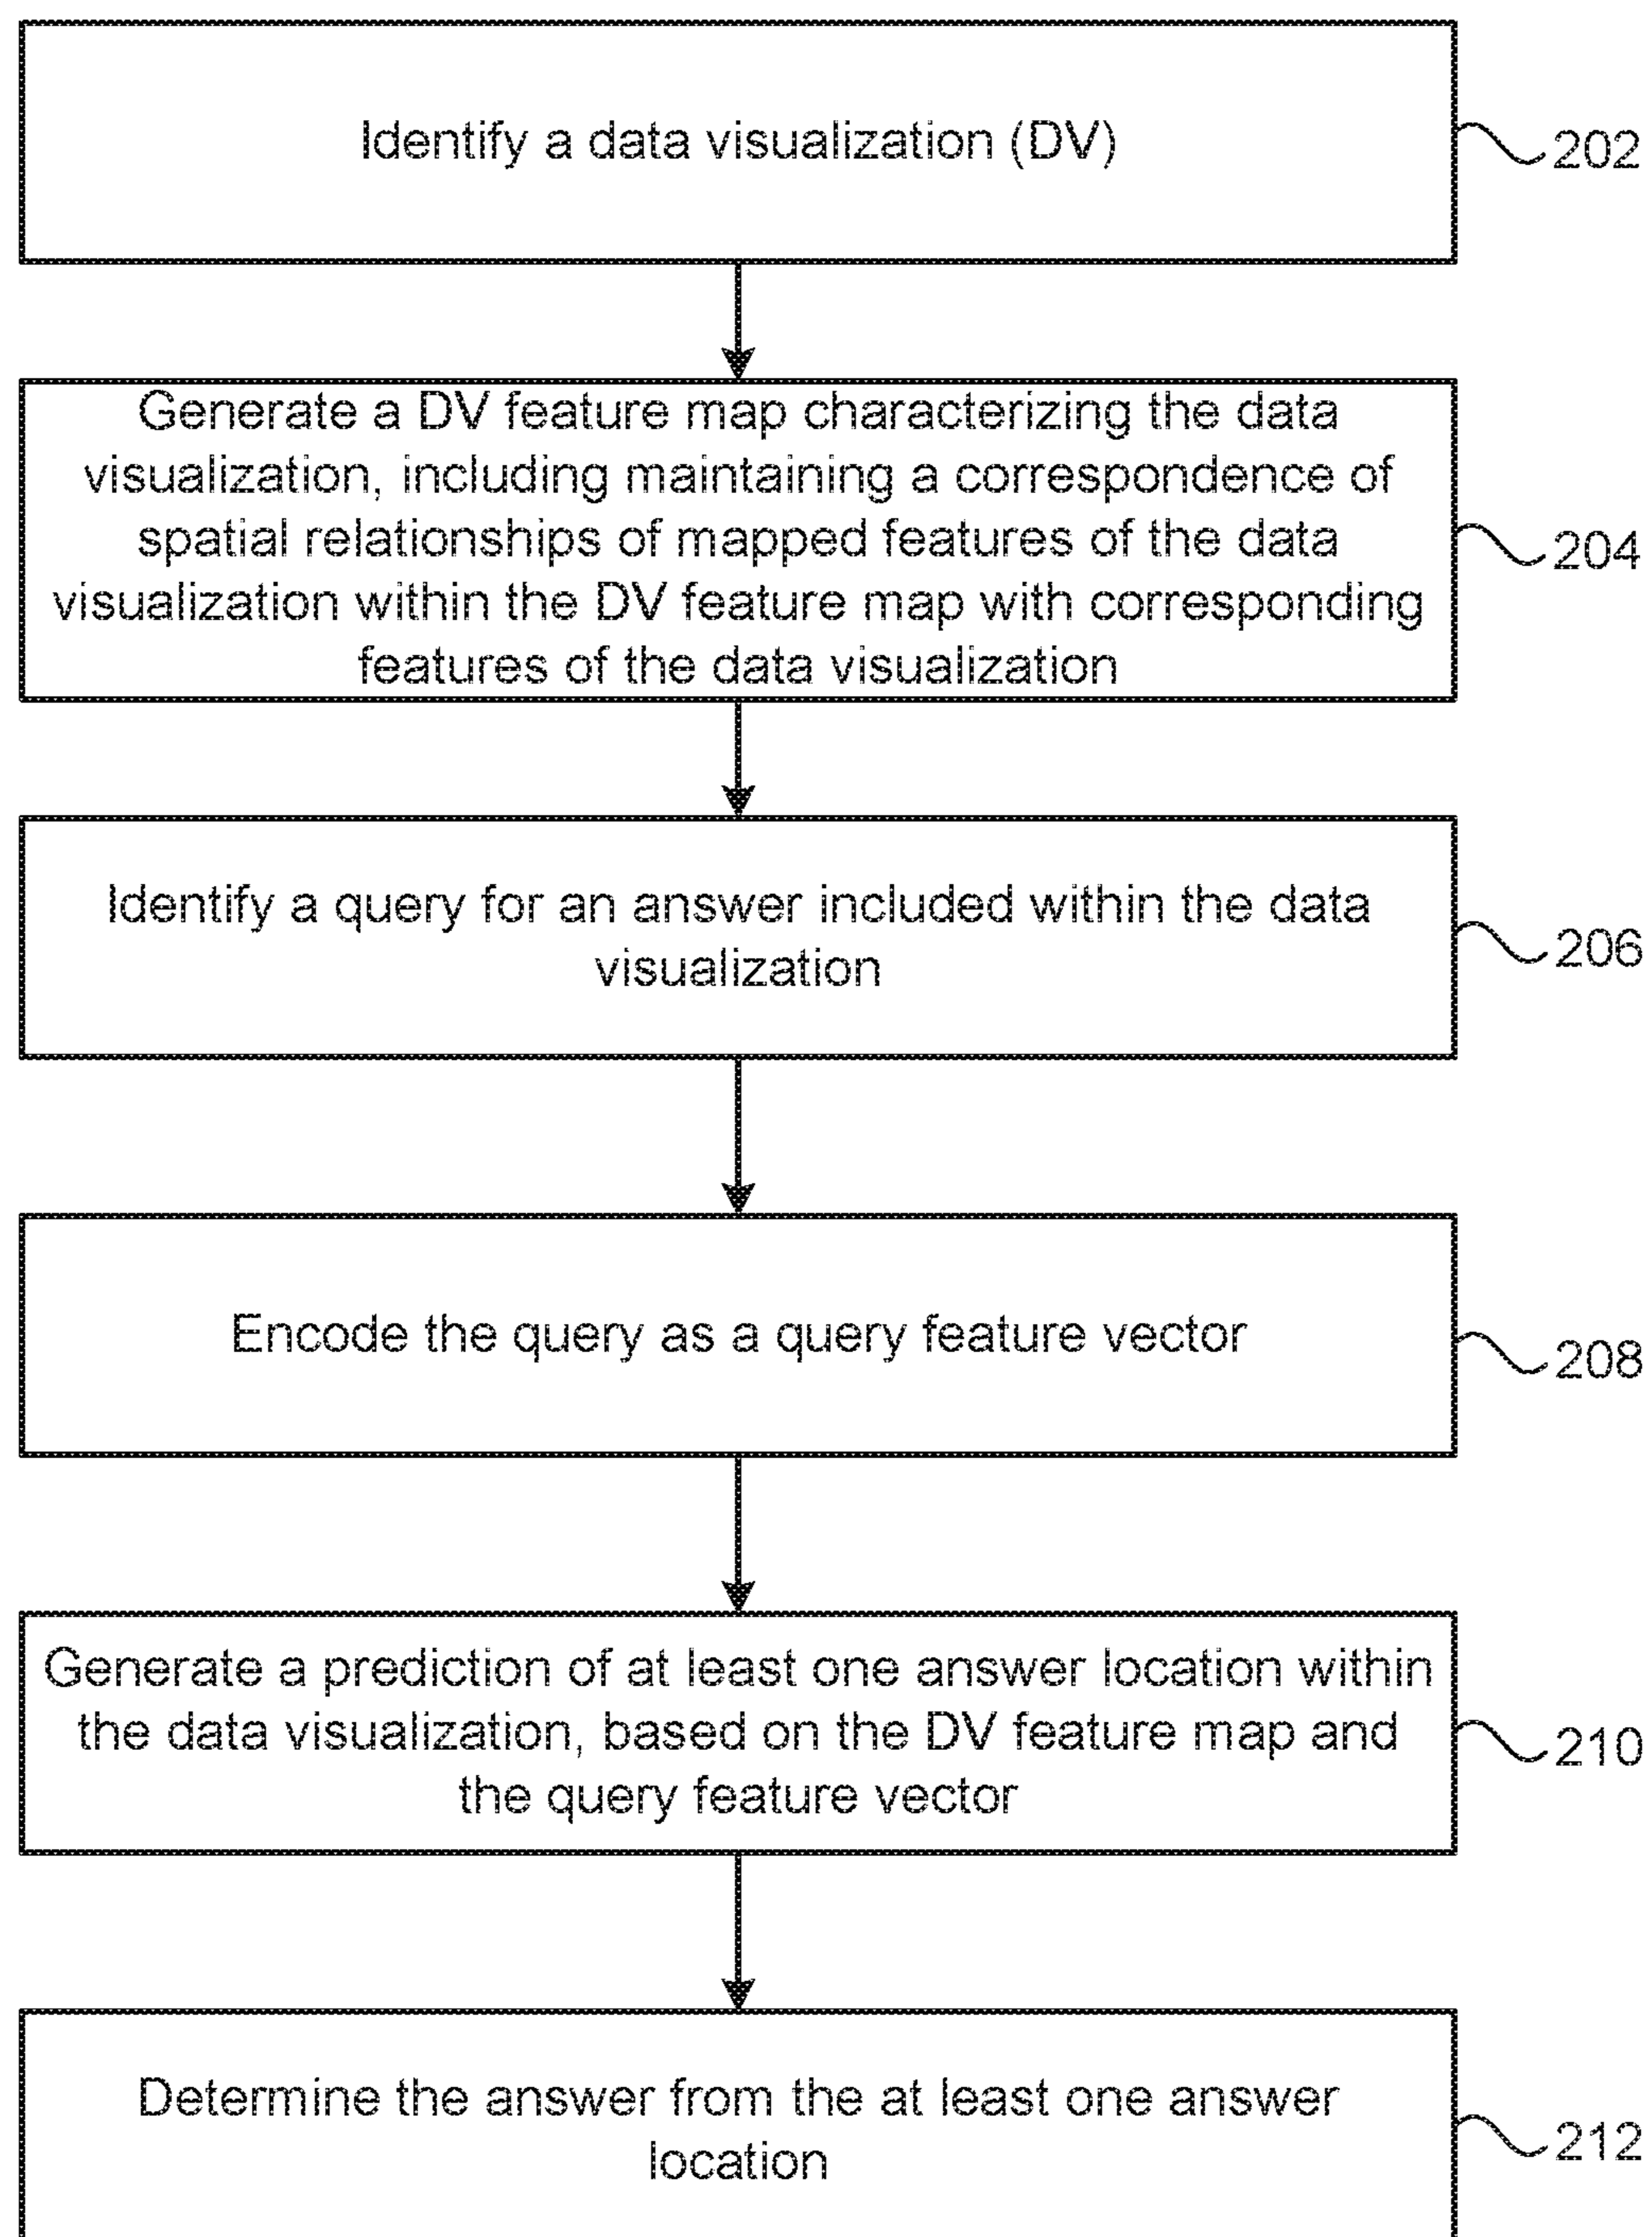 Identify a data visualization (DV)
202
Generate a DV feature map characterizing the data
visualization, including maintaining a correspondence of
spatial relationships of mapped features of the data
visualization within the DV feature map with corresponding
features of the data visualization
204
Identify a query for an answer included within the data
visualization
206
Encode the query as a query feature vector
208
Generate a prediction of at least one answer location within
the data visualization, based on the DV feature map and
the query feature vector
210
Determine the answer from the at least one answer
location
212